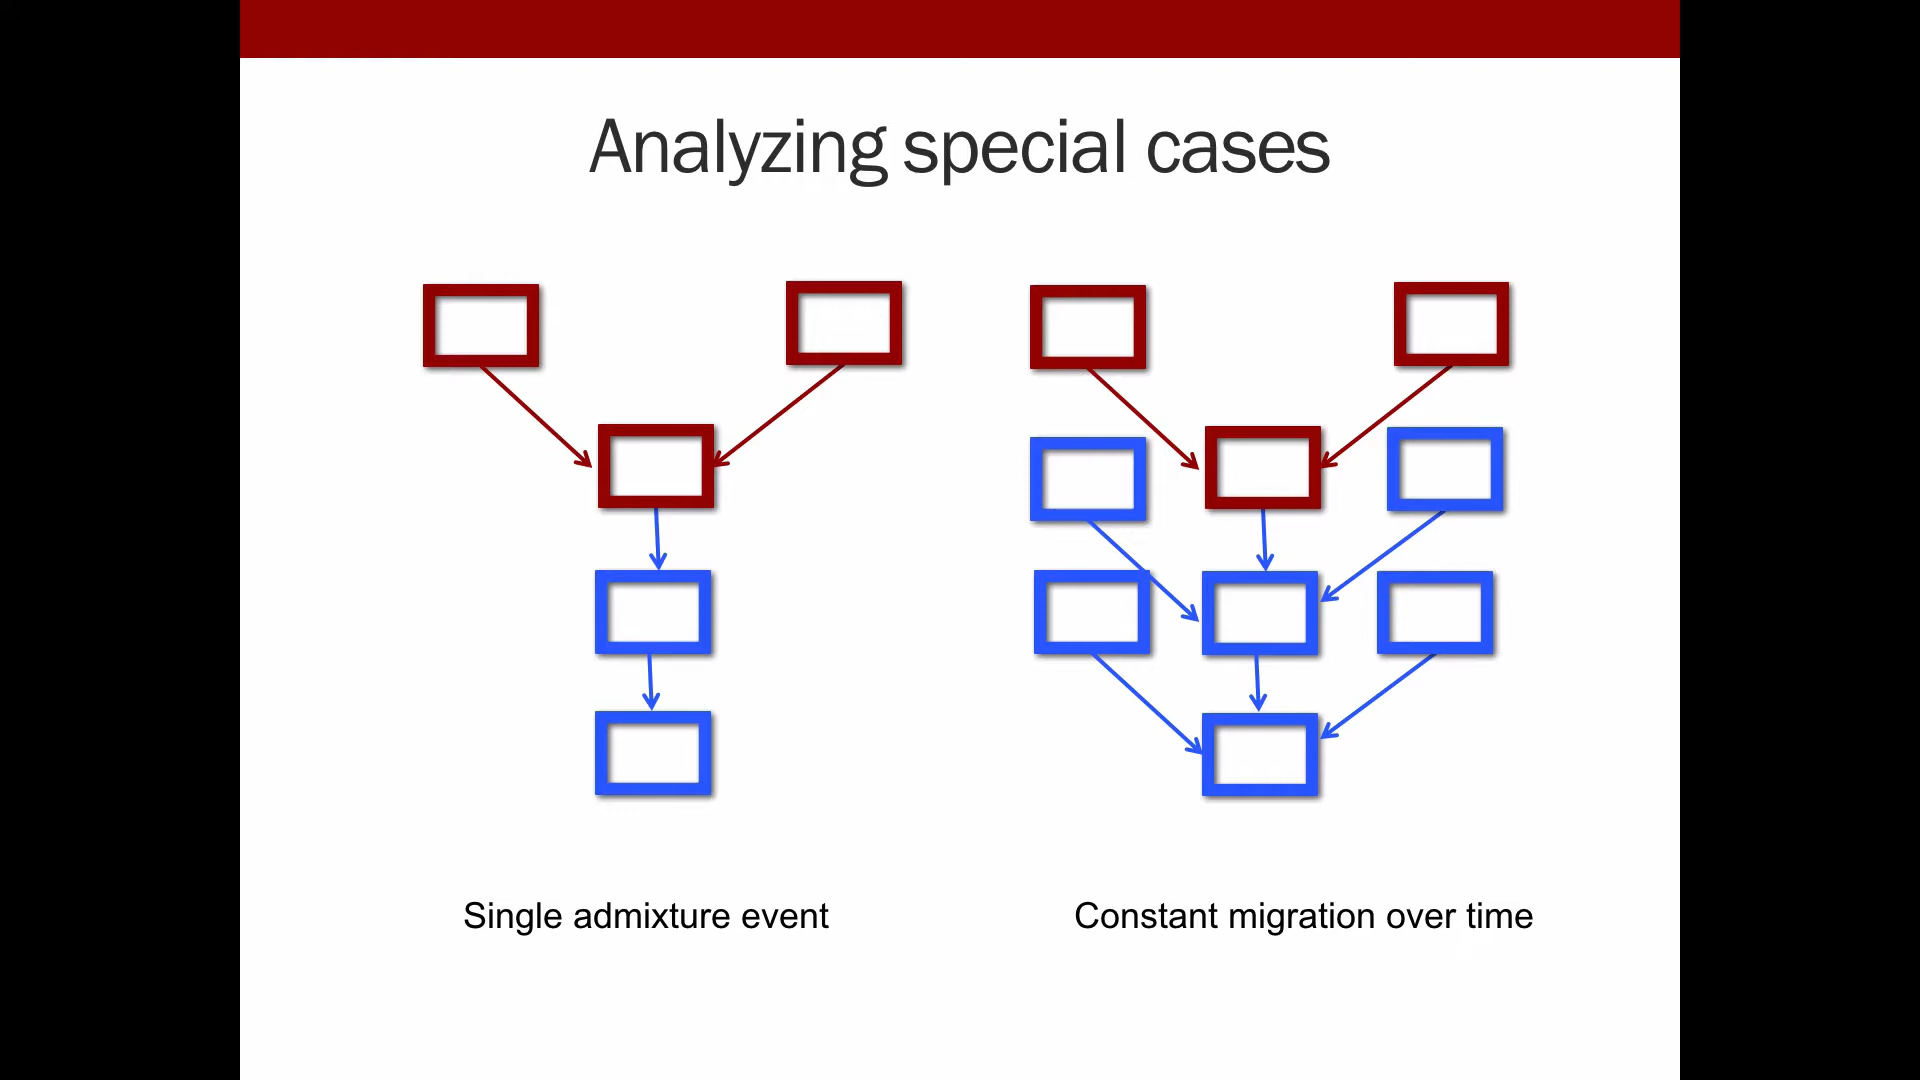 Analyzing special cases
Single admixture event
Constant migration over time